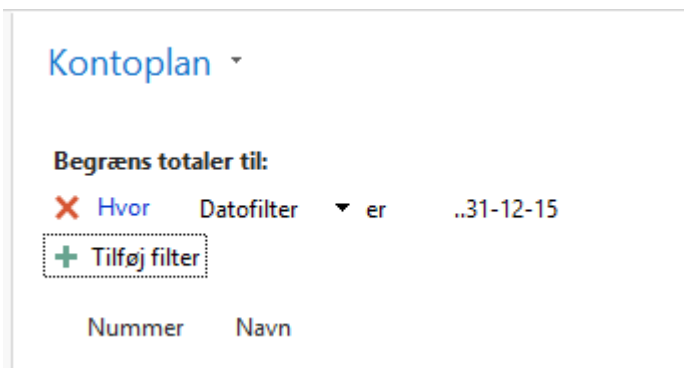 Kontoplan
Begræns totaler til:
Hvor Datofilter er ..31-12-15
Tilføj filter
Nummer Navn